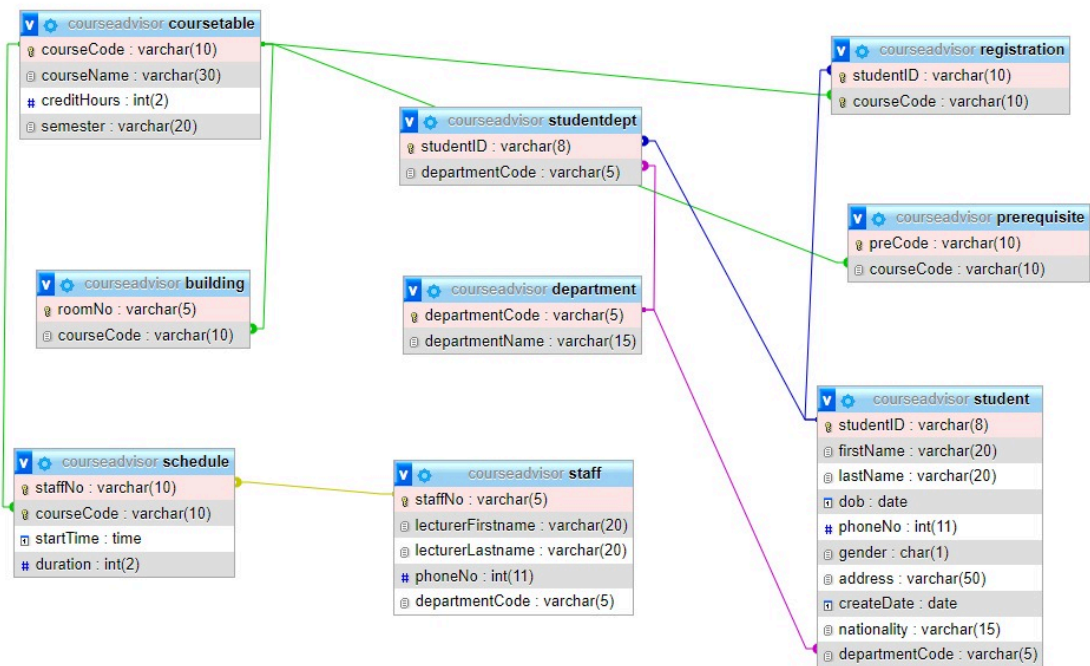 courseadvisor coursetable
courseCode : varchar(10)
courseName : varchar(30)
creditHours : int(2)
semester : varchar(20)
courseadvisor registration
studentID : varchar(10)
courseCode : varchar(10)
courseadvisor studentdept
studentID : varchar(8)
departmentCode : varchar(5)
courseadvisor prerequisite
preCode : varchar(10)
courseCode : varchar(10)
courseadvisor building
roomNo : varchar(5)
courseCode : varchar(10)
courseadvisor department
departmentCode : varchar(5)
departmentName : varchar(15)
courseadvisor student
studentID : varchar(8)
firstName : varchar(20)
lastName : varchar(20)
dob : date
phoneNo : int(11)
gender : char(1)
address : varchar(50)
createDate : date
nationality : varchar(15)
departmentCode : varchar(5)
courseadvisor schedule
staffNo : varchar(10)
courseCode : varchar(10)
startTime : time
duration : int(2)
courseadvisor staff
staffNo : varchar(5)
lecturerFirstname : varchar(20)
lecturerLastname : varchar(20)
phoneNo : int(11)
departmentCode : varchar(5)